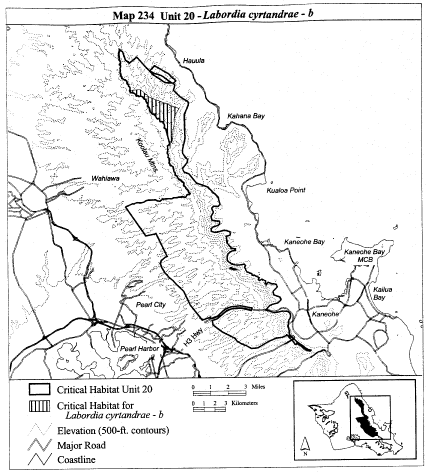 Map 234 Unit 20 - Labordia cyrtandrae - b
Hauula
Kahana Bay
Koolau Mtns.
Wahiawa
Kualoa Point
Kaneohe Bay
Kaneohe Bay
MCB
Kailua
Bay
Pearl City
Kaneohe
H3 Hwy
Pearl Harbor
Critical Habitat Unit 20
Critical Habitat for
Labordia cyrtandrae - b
Elevation (500-ft. contours)
Major Road
Coastline
0 1 2 3 Miles
0 1 2 3 Kilometers
N